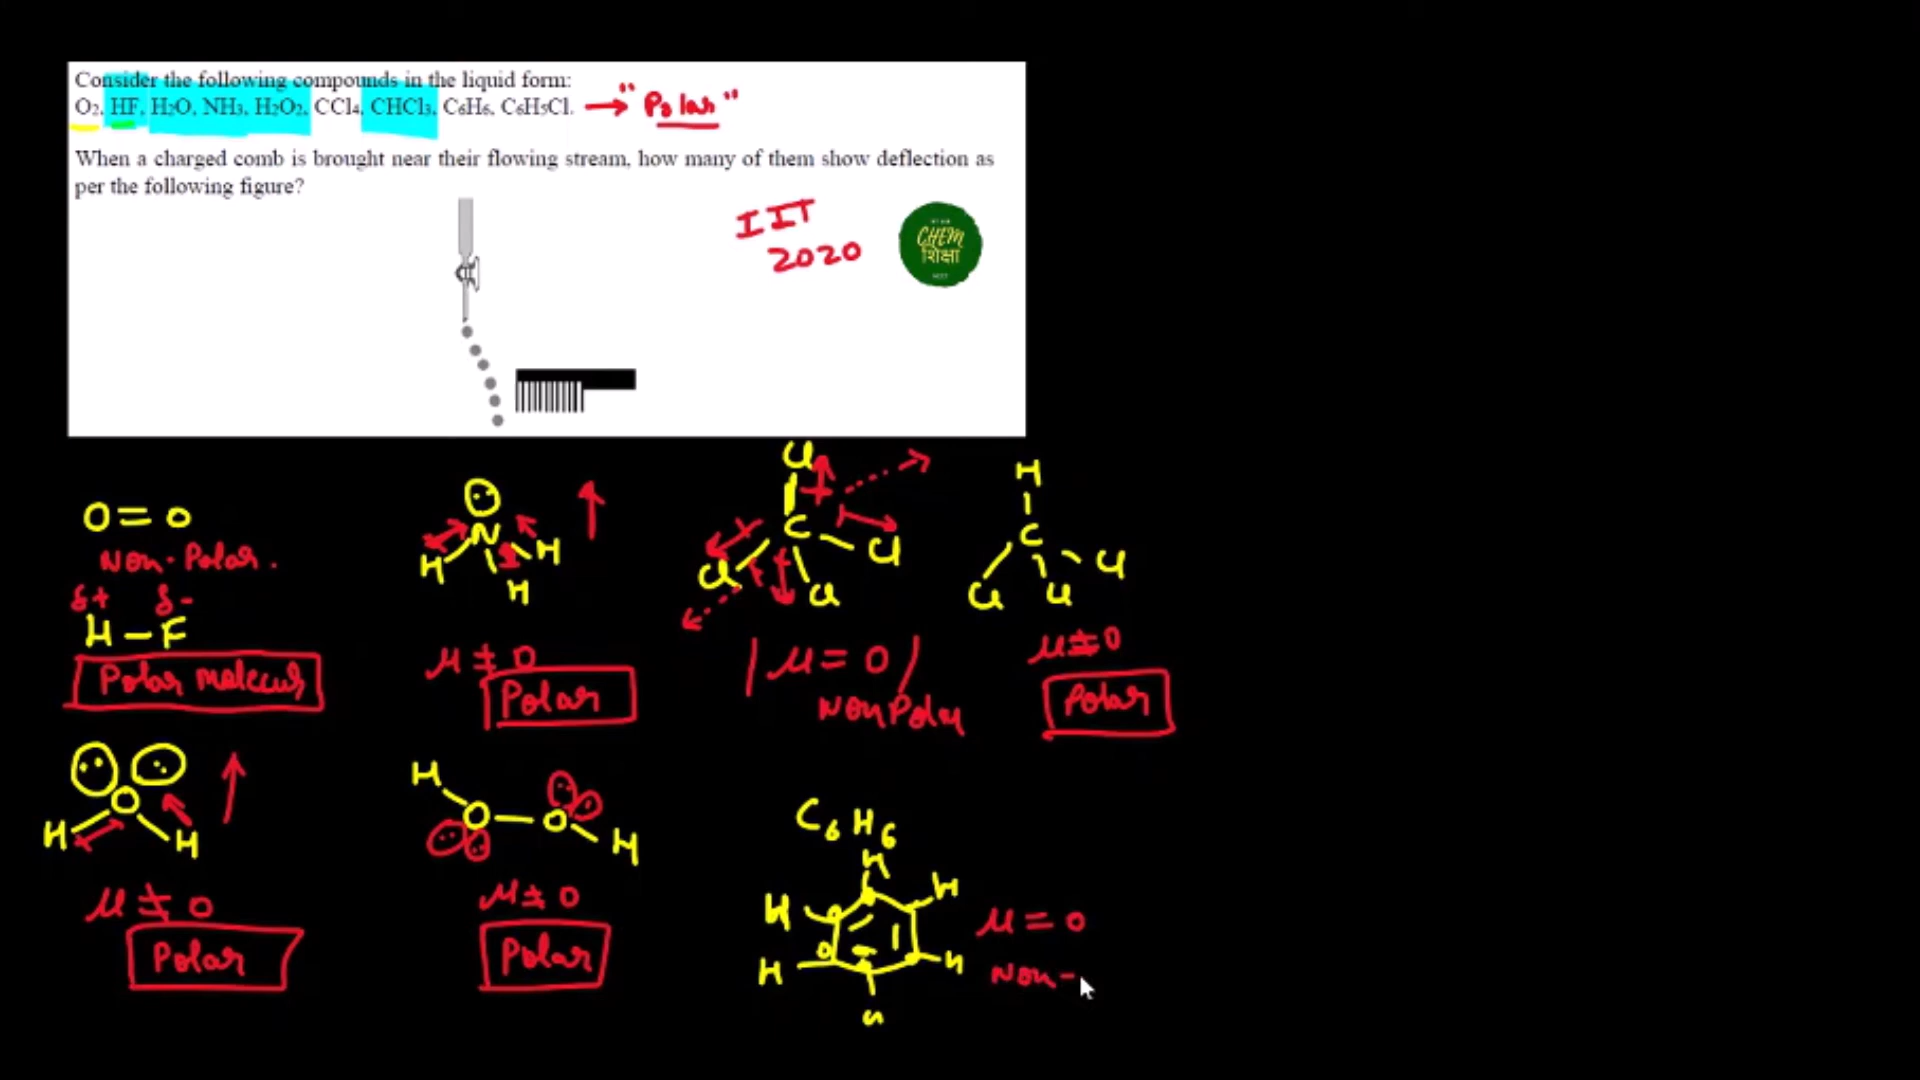 Consider the following compounds in the liquid form:
O2, HF, H2O, NH3, H2O2, CCl4, CHCl3, C6H6, C6H5Cl. → "Polar"
When a charged comb is brought near their flowing stream, how many of them show deflection as
per the following figure?
IIT
2020
CHEM
शिक्षा
O = O
Non-Polar.
δ+ δ-
H - F
Polar molecus
N
H H
H
μ ≠ 0
Polar
Cl
C
Cl Cl
Cl
μ = 0
Non Polar
H
C
Cl Cl Cl
μ ≠ 0
Polar
O
H H
μ ≠ 0
Polar
H
O - O
H
μ ≠ 0
Polar
C6H6
H
H H
H H
H
μ = 0
Non -